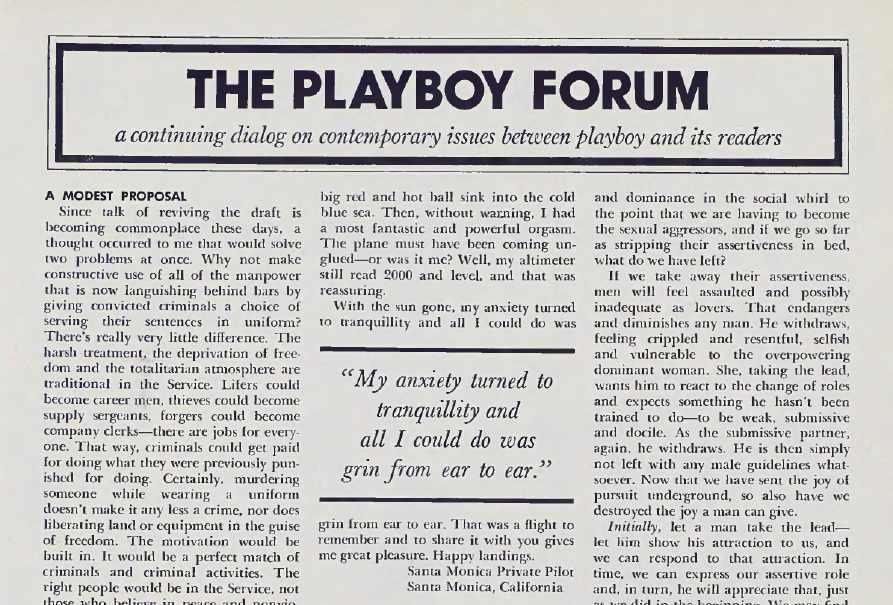 THE PLAYBOY FORUM
a continuing dialog on contemporary issues between playboy and its readers
A MODEST PROPOSAL
Since talk of reviving the draft is
becoming commonplace these days, a
thought occurred to me that would solve
two problems at once. Why not make
constructive use of all of the manpower
that is now languishing behind bars by
giving convicted criminals a choice of
serving their sentences in uniform?
There's really very little difference. The
harsh treatment, the deprivation of free-
dom and the totalitarian atmosphere are
traditional in the Service. Lifers could
become career men, thieves could become
supply sergeants, forgers could become
company clerks—there are jobs for every-
one. That way, criminals could get paid
for doing what they were previously pun-
ished for doing. Certainly, murdering
someone while wearing a uniform
doesn't make it any less a crime, nor does
liberating land or equipment in the guise
of freedom. The motivation would be
built in. It would be a perfect match of
criminals and criminal activities. The
right people would be in the Service, not
those who believe in peace and nonvio-
big red and hot ball sink into the cold
blue sea. Then, without warning, I had
a most fantastic and powerful orgasm.
The plane must have been coming un-
glued—or was it me? Well, my altimeter
still read 2000 and level, and that was
reassuring.
With the sun gone, my anxiety turned
to tranquillity and all I could do was
"My anxiety turned to
tranquillity and
all I could do was
grin from ear to ear."
grin from ear to ear. That was a flight to
remember and to share it with you gives
me great pleasure. Happy landings.
Santa Monica Private Pilot
Santa Monica, California
and dominance in the social whirl to
the point that we are having to become
the sexual aggressors, and if we go so far
as stripping their assertiveness in bed,
what do we have left?
If we take away their assertiveness,
men will feel assaulted and possibly
inadequate as lovers. That endangers
and diminishes any man. He withdraws,
feeling crippled and resentful, selfish
and vulnerable to the overpowering
dominant woman. She, taking the lead,
wants him to react to the change of roles
and expects something he hasn't been
trained to do—to be weak, submissive
and docile. As the submissive partner,
again, he withdraws. He is then simply
not left with any male guidelines what-
soever. Now that we have sent the joy of
pursuit underground, so also have we
destroyed the joy a man can give.
Initially, let a man take the lead—
let him show his attraction to us, and
we can respond to that attraction. In
time, we can express our assertive role
and, in turn, he will appreciate that, just
as we did in the beginning. We may find